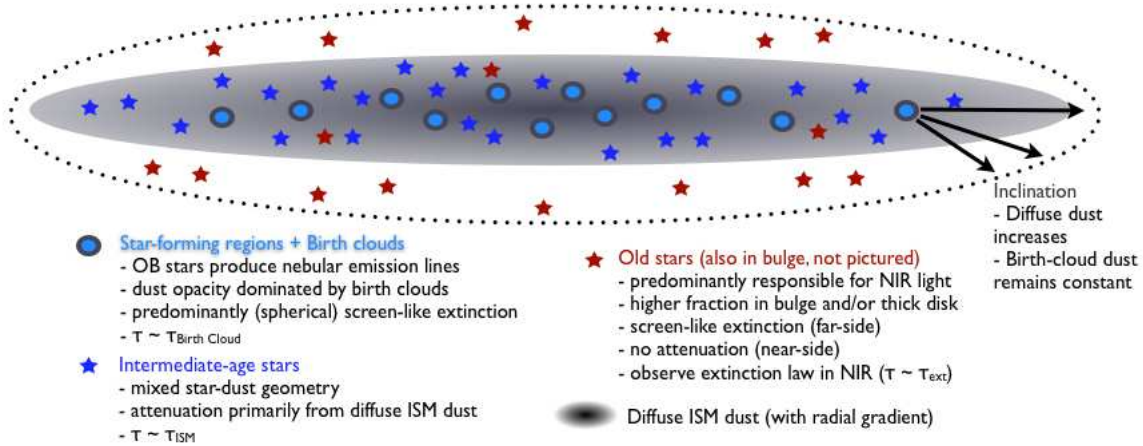 Inclination
- Diffuse dust
increases
- Birth-cloud dust
remains constant
Star-forming regions + Birth clouds
- OB stars produce nebular emission lines
- dust opacity dominated by birth clouds
- predominantly (spherical) screen-like extinction
- τ ~ τBirth Cloud
Intermediate-age stars
- mixed star-dust geometry
- attenuation primarily from diffuse ISM dust
- τ ~ τISM
Old stars (also in bulge, not pictured)
- predominantly responsible for NIR light
- higher fraction in bulge and/or thick disk
- screen-like extinction (far-side)
- no attenuation (near-side)
- observe extinction law in NIR (τ ~ τext)
Diffuse ISM dust (with radial gradient)